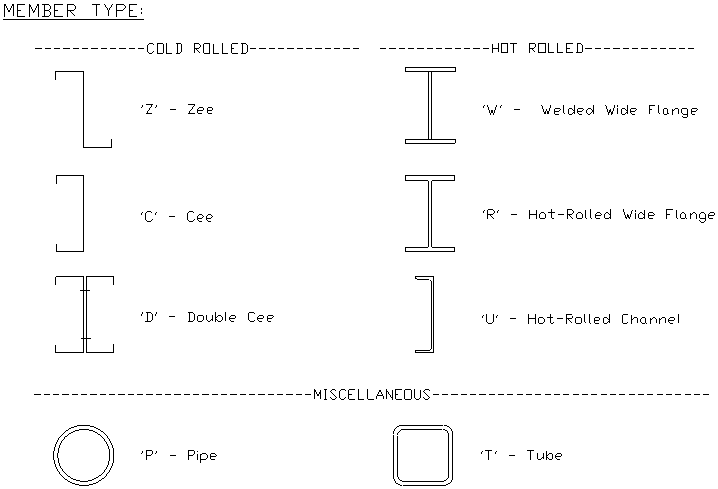 MEMBER TYPE:
-----------COLD ROLLED-----------
-----------HOT ROLLED-----------
'Z' - Zee
'W' - Welded Wide Flange
'C' - Cee
'R' - Hot-Rolled Wide Flange
'D' - Double Cee
'U' - Hot-Rolled Channel
---------------------------MISCELLANEOUS---------------------------
'P' - Pipe
'T' - Tube